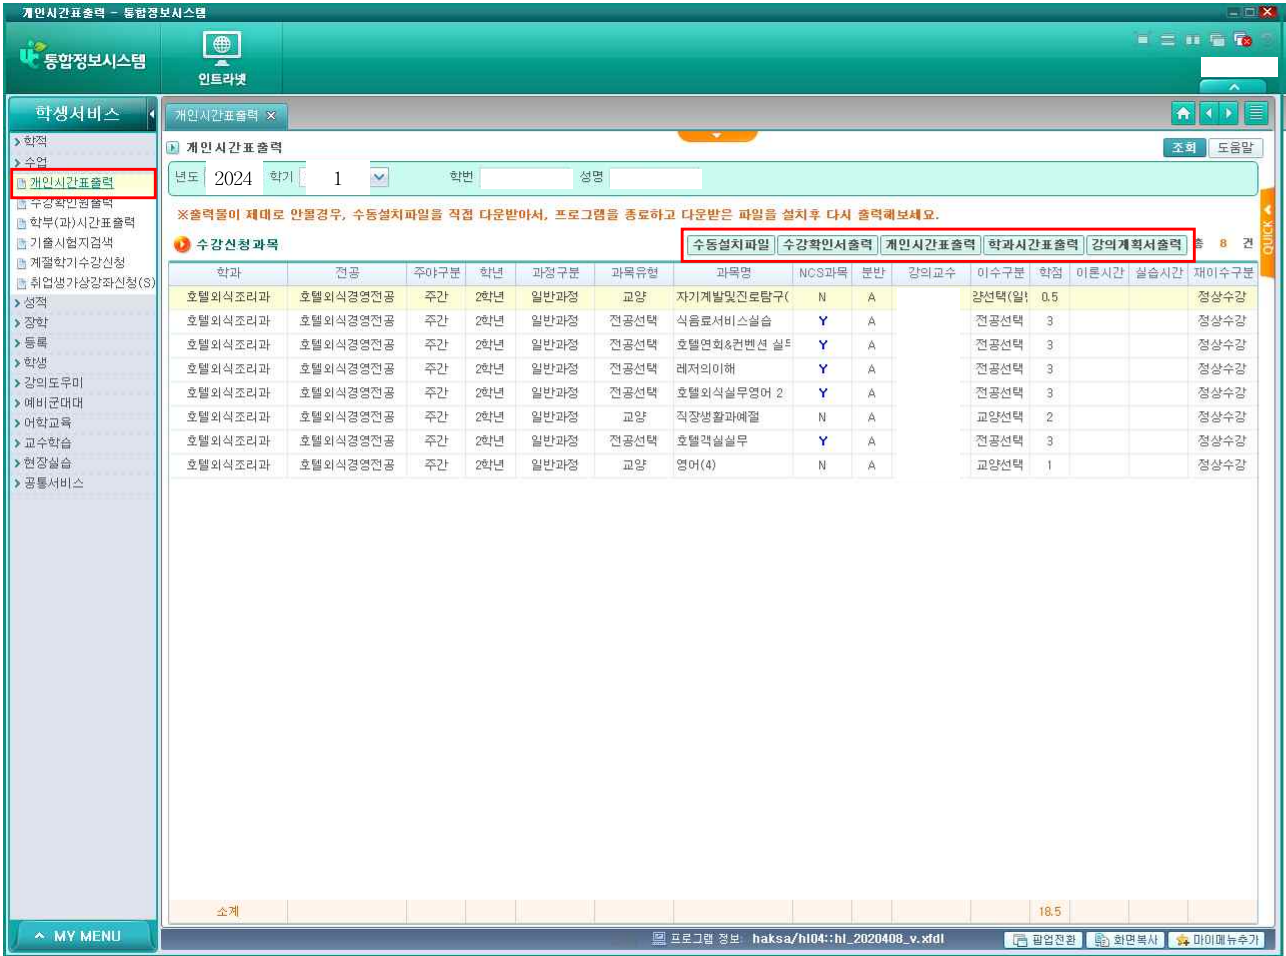 개인시간표출력 - 통합정보시스템
통합정보시스템
인트라넷
학생서비스
개인시간표출력
학적
수업
개인시간표출력
수강확인원출력
학부(과)시간표출력
기출시험지검색
계절학기수강신청
취업생가상강좌신청(S)
성적
장학
등록
학생
강의도우미
예비군대대
어학교육
교수학습
현장실습
공통서비스
MY MENU
개인시간표출력
조회 도움말
년도 2024 학기 1 학번 성명
※출력물이 제대로 안될경우, 수동설치파일을 직접 다운받아서, 프로그램을 종료하고 다운받은 파일을 설치후 다시 출력해보세요.
수강신청과목
수동설치파일 수강확인서출력 개인시간표출력 학과시간표출력 강의계획서출력 총 8 건
QUICK
학과 전공 주야구분 학년 과정구분 과목유형 과목명 NCS과목 분반 강의교수 이수구분 학점 이론시간 실습시간 재이수구분
호텔외식조리과 호텔외식경영전공 주간 2학년 일반과정 교양 자기계발및진로탐구( N A 양선택(일 0.5 정상수강
호텔외식조리과 호텔외식경영전공 주간 2학년 일반과정 전공선택 식음료서비스실습 Y A 전공선택 3 정상수강
호텔외식조리과 호텔외식경영전공 주간 2학년 일반과정 전공선택 호텔연회&컨벤션 실무 Y A 전공선택 3 정상수강
호텔외식조리과 호텔외식경영전공 주간 2학년 일반과정 전공선택 레저의이해 Y A 전공선택 3 정상수강
호텔외식조리과 호텔외식경영전공 주간 2학년 일반과정 전공선택 호텔외식실무영어 2 Y A 전공선택 3 정상수강
호텔외식조리과 호텔외식경영전공 주간 2학년 일반과정 교양 직장생활과예절 N A 교양선택 2 정상수강
호텔외식조리과 호텔외식경영전공 주간 2학년 일반과정 전공선택 호텔객실실무 Y A 전공선택 3 정상수강
호텔외식조리과 호텔외식경영전공 주간 2학년 일반과정 교양 영어(4) N A 교양선택 1 정상수강
소계 18.5
프로그램 정보: haksa/hl04::hl_2020408_v.xfdl
팝업전환 화면복사 마이메뉴추가